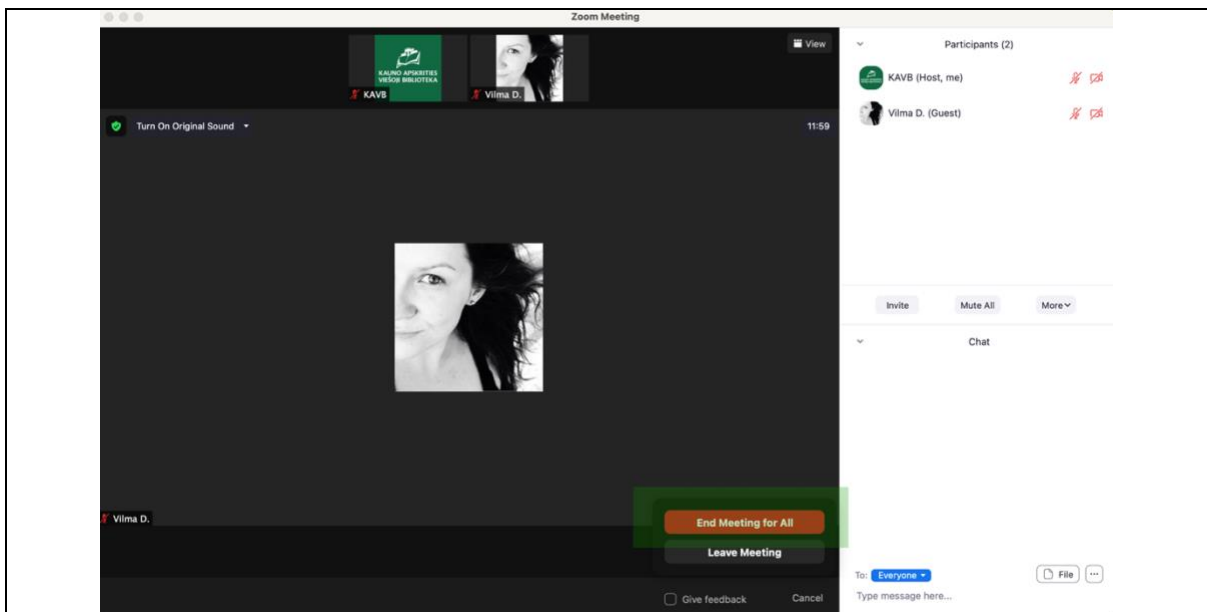 Zoom Meeting
KAUNO APSKRITIES
VIEŠOJI BIBLIOTEKA
KAVB
Vilma D.
View
Turn On Original Sound
11:59
Vilma D.
End Meeting for All
Leave Meeting
Give feedback
Cancel
Participants (2)
KAVB (Host, me)
Vilma D. (Guest)
Invite
Mute All
More
Chat
To:
Everyone
File
Type message here...